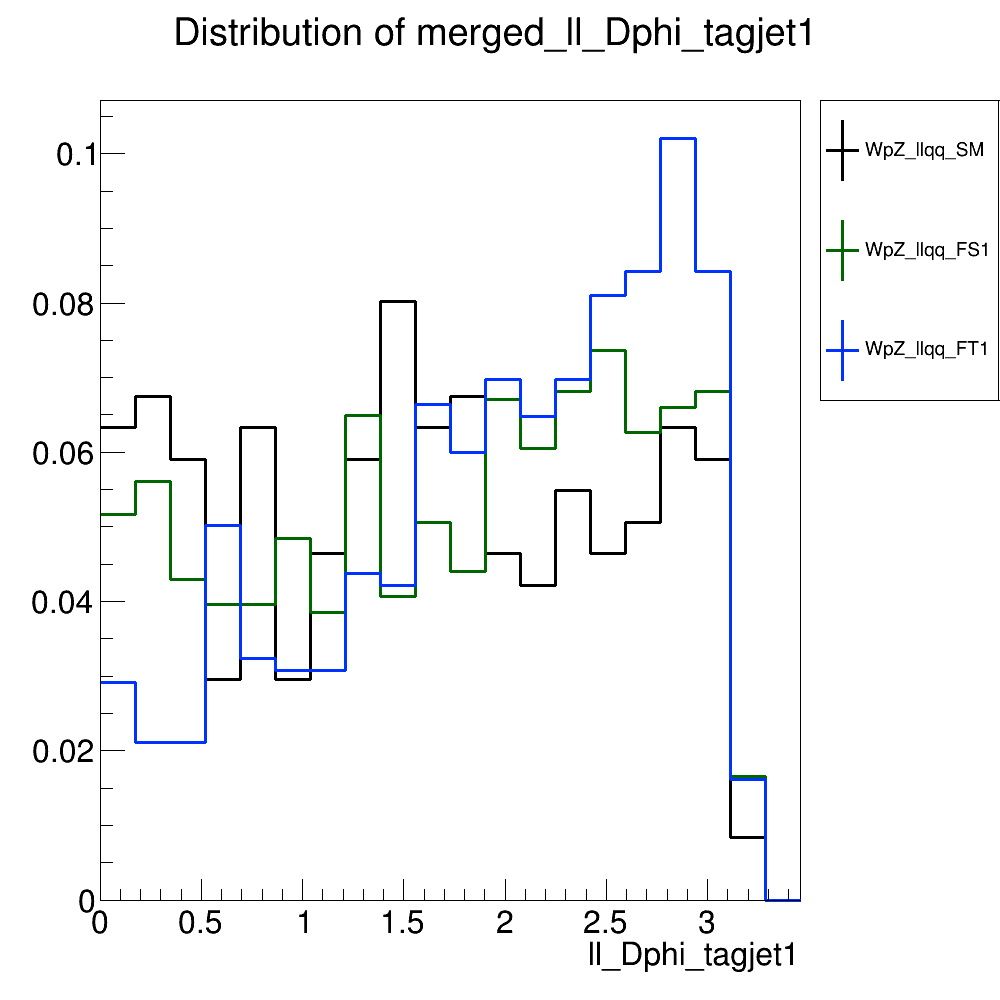 Distribution of merged_ll_Dphi_tagjet1
0.1
0.08
0.06
0.04
0.02
0
0 0.5 1 1.5 2 2.5 3
ll_Dphi_tagjet1
WpZ_llqq_SM
WpZ_llqq_FS1
WpZ_llqq_FT1